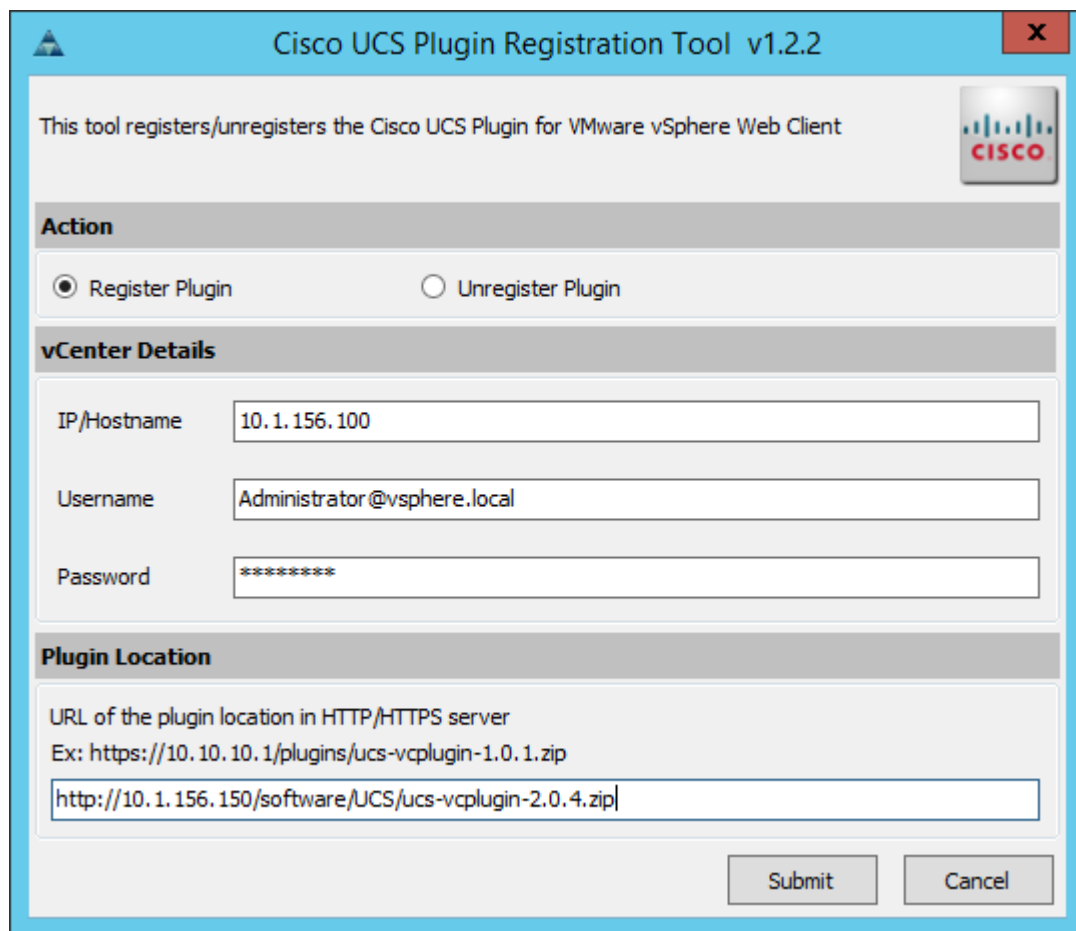 Cisco UCS Plugin Registration Tool v1.2.2
x
This tool registers/unregisters the Cisco UCS Plugin for VMware vSphere Web Client
CISCO
Action
Register Plugin Unregister Plugin
vCenter Details
IP/Hostname 10.1.156.100
Username Administrator@vsphere.local
Password ********
Plugin Location
URL of the plugin location in HTTP/HTTPS server
Ex: https://10.10.10.1/plugins/ucs-vcplugin-1.0.1.zip
http://10.1.156.150/software/UCS/ucs-vcplugin-2.0.4.zip
Submit Cancel